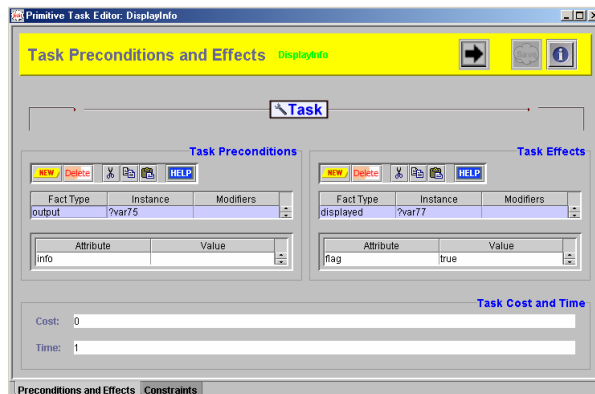 Primitive Task Editor: DisplayInfo
Task Preconditions and Effects DisplayInfo
Save
Task
Task Preconditions
NEW Delete HELP
Fact Type Instance Modifiers
output ?var75
Attribute Value
info
Task Effects
NEW Delete HELP
Fact Type Instance Modifiers
displayed ?var77
Attribute Value
flag true
Task Cost and Time
Cost: 0
Time: 1
Preconditions and Effects Constraints